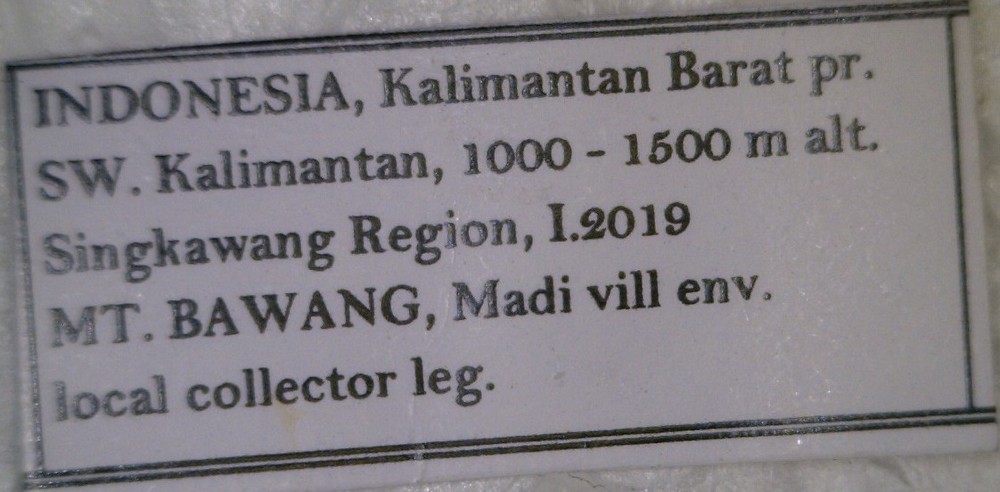 INDONESIA, Kalimantan Barat pr.
SW. Kalimantan, 1000 - 1500 m alt.
Singkawang Region, I.2019
MT. BAWANG, Madi vill env.
local collector leg.